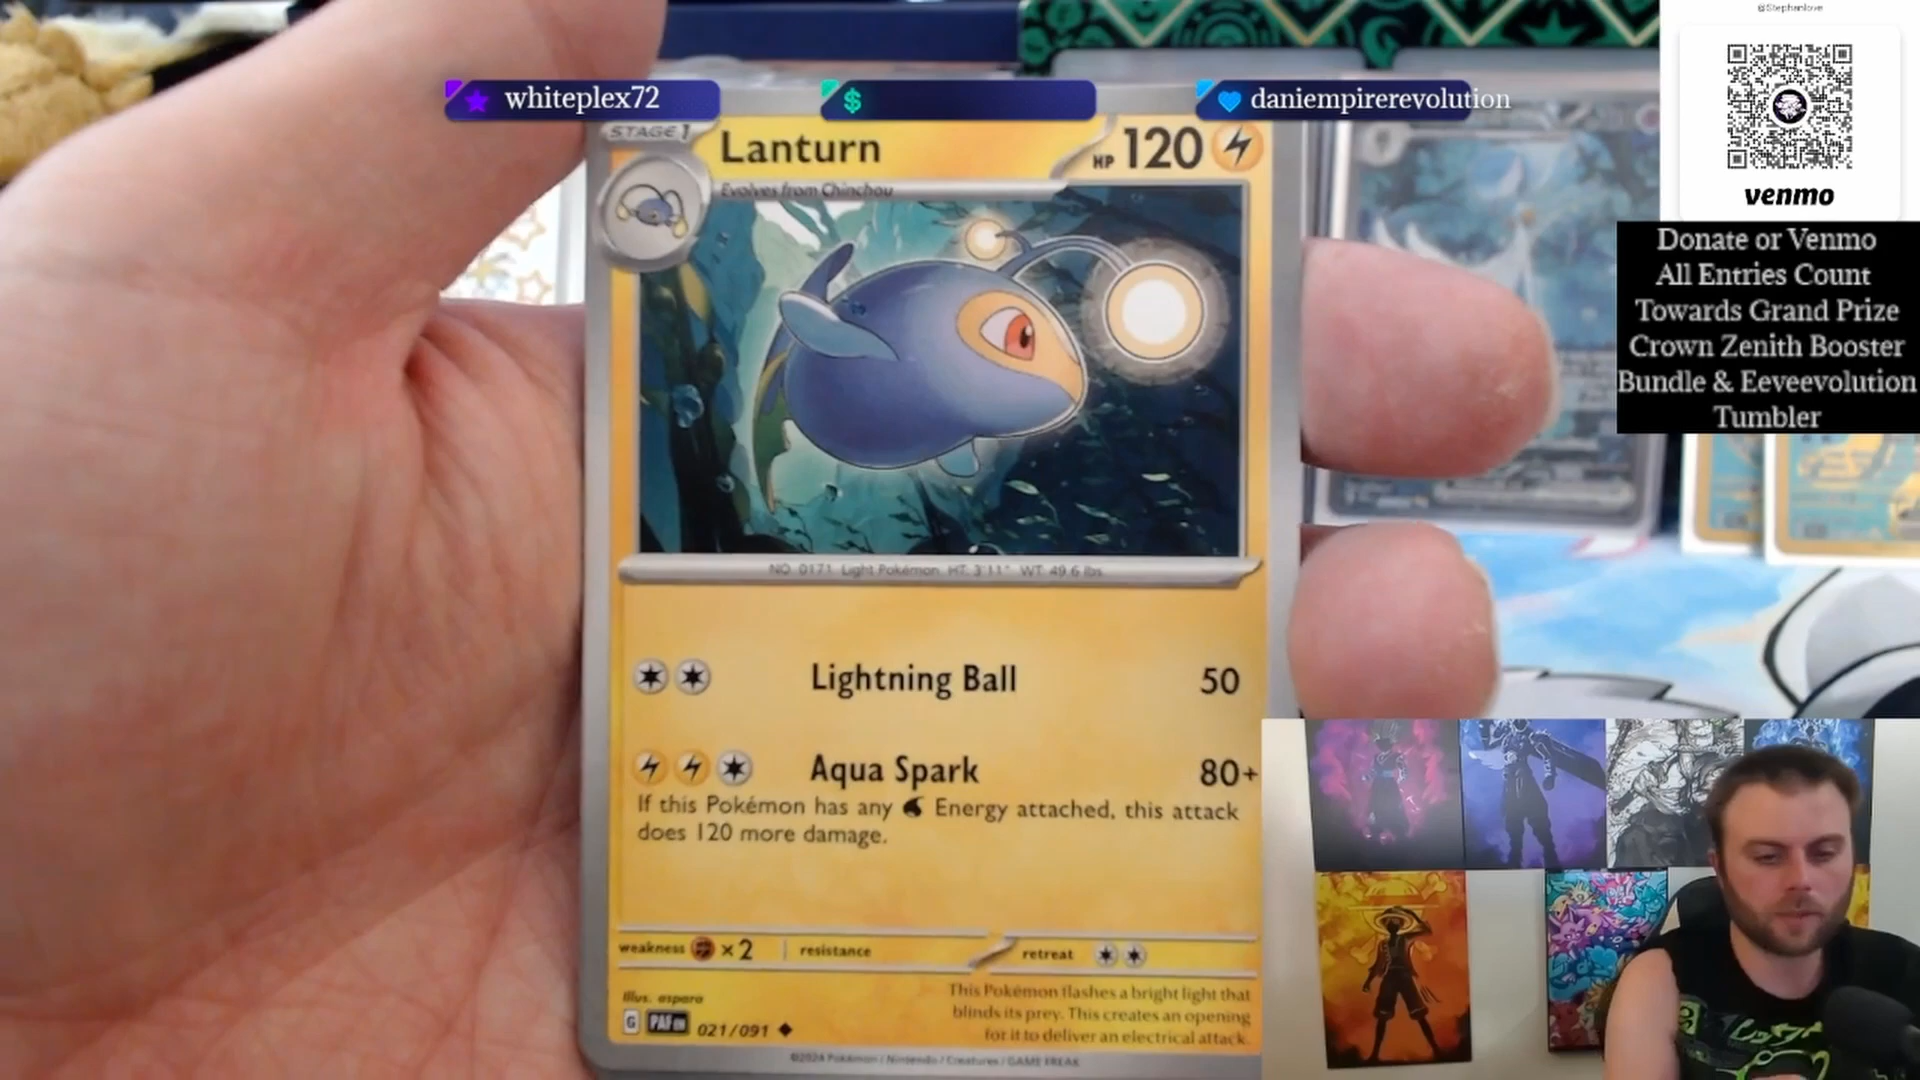 @Stephanlove
whiteplex72
$
daniempirerevolution
venmo
Donate or Venmo
All Entries Count
Towards Grand Prize
Crown Zenith Booster
Bundle & Eeveevolution
Tumbler
STAGE 1
Lanturn
HP 120
Evolves from Chinchou
NO. 0171 Light Pokémon HT: 3'11" WT: 49.6 lbs.
Lightning Ball 50
Aqua Spark 80+
If this Pokémon has any Energy attached, this attack
does 120 more damage.
weakness ×2 resistance retreat
Illus. aspara
G PAF EN 021/091
This Pokémon flashes a bright light that
blinds its prey. This creates an opening
for it to deliver an electrical attack.
©2024 Pokémon / Nintendo / Creatures / GAME FREAK